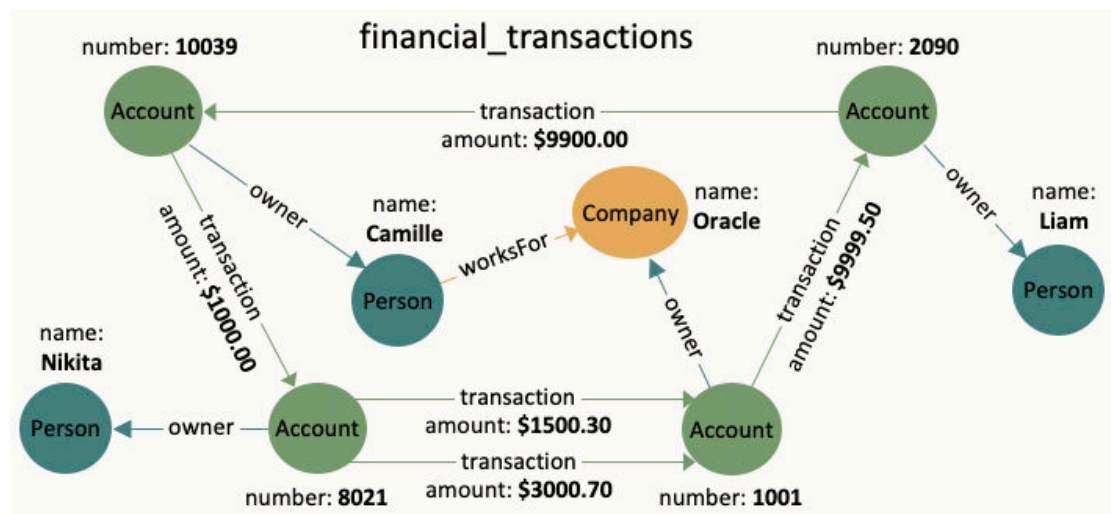 financial_transactions
number: 10039
number: 2090
Account
transaction
Account
amount: $9900.00
owner
name:
Camille
Company
name:
Oracle
owner
name:
Liam
transaction
amount: $1000.00
worksFor
transaction
amount: $9999.50
Person
Person
name:
Nikita
owner
Person
owner
Account
transaction
amount: $1500.30
Account
transaction
amount: $3000.70
number: 8021
number: 1001